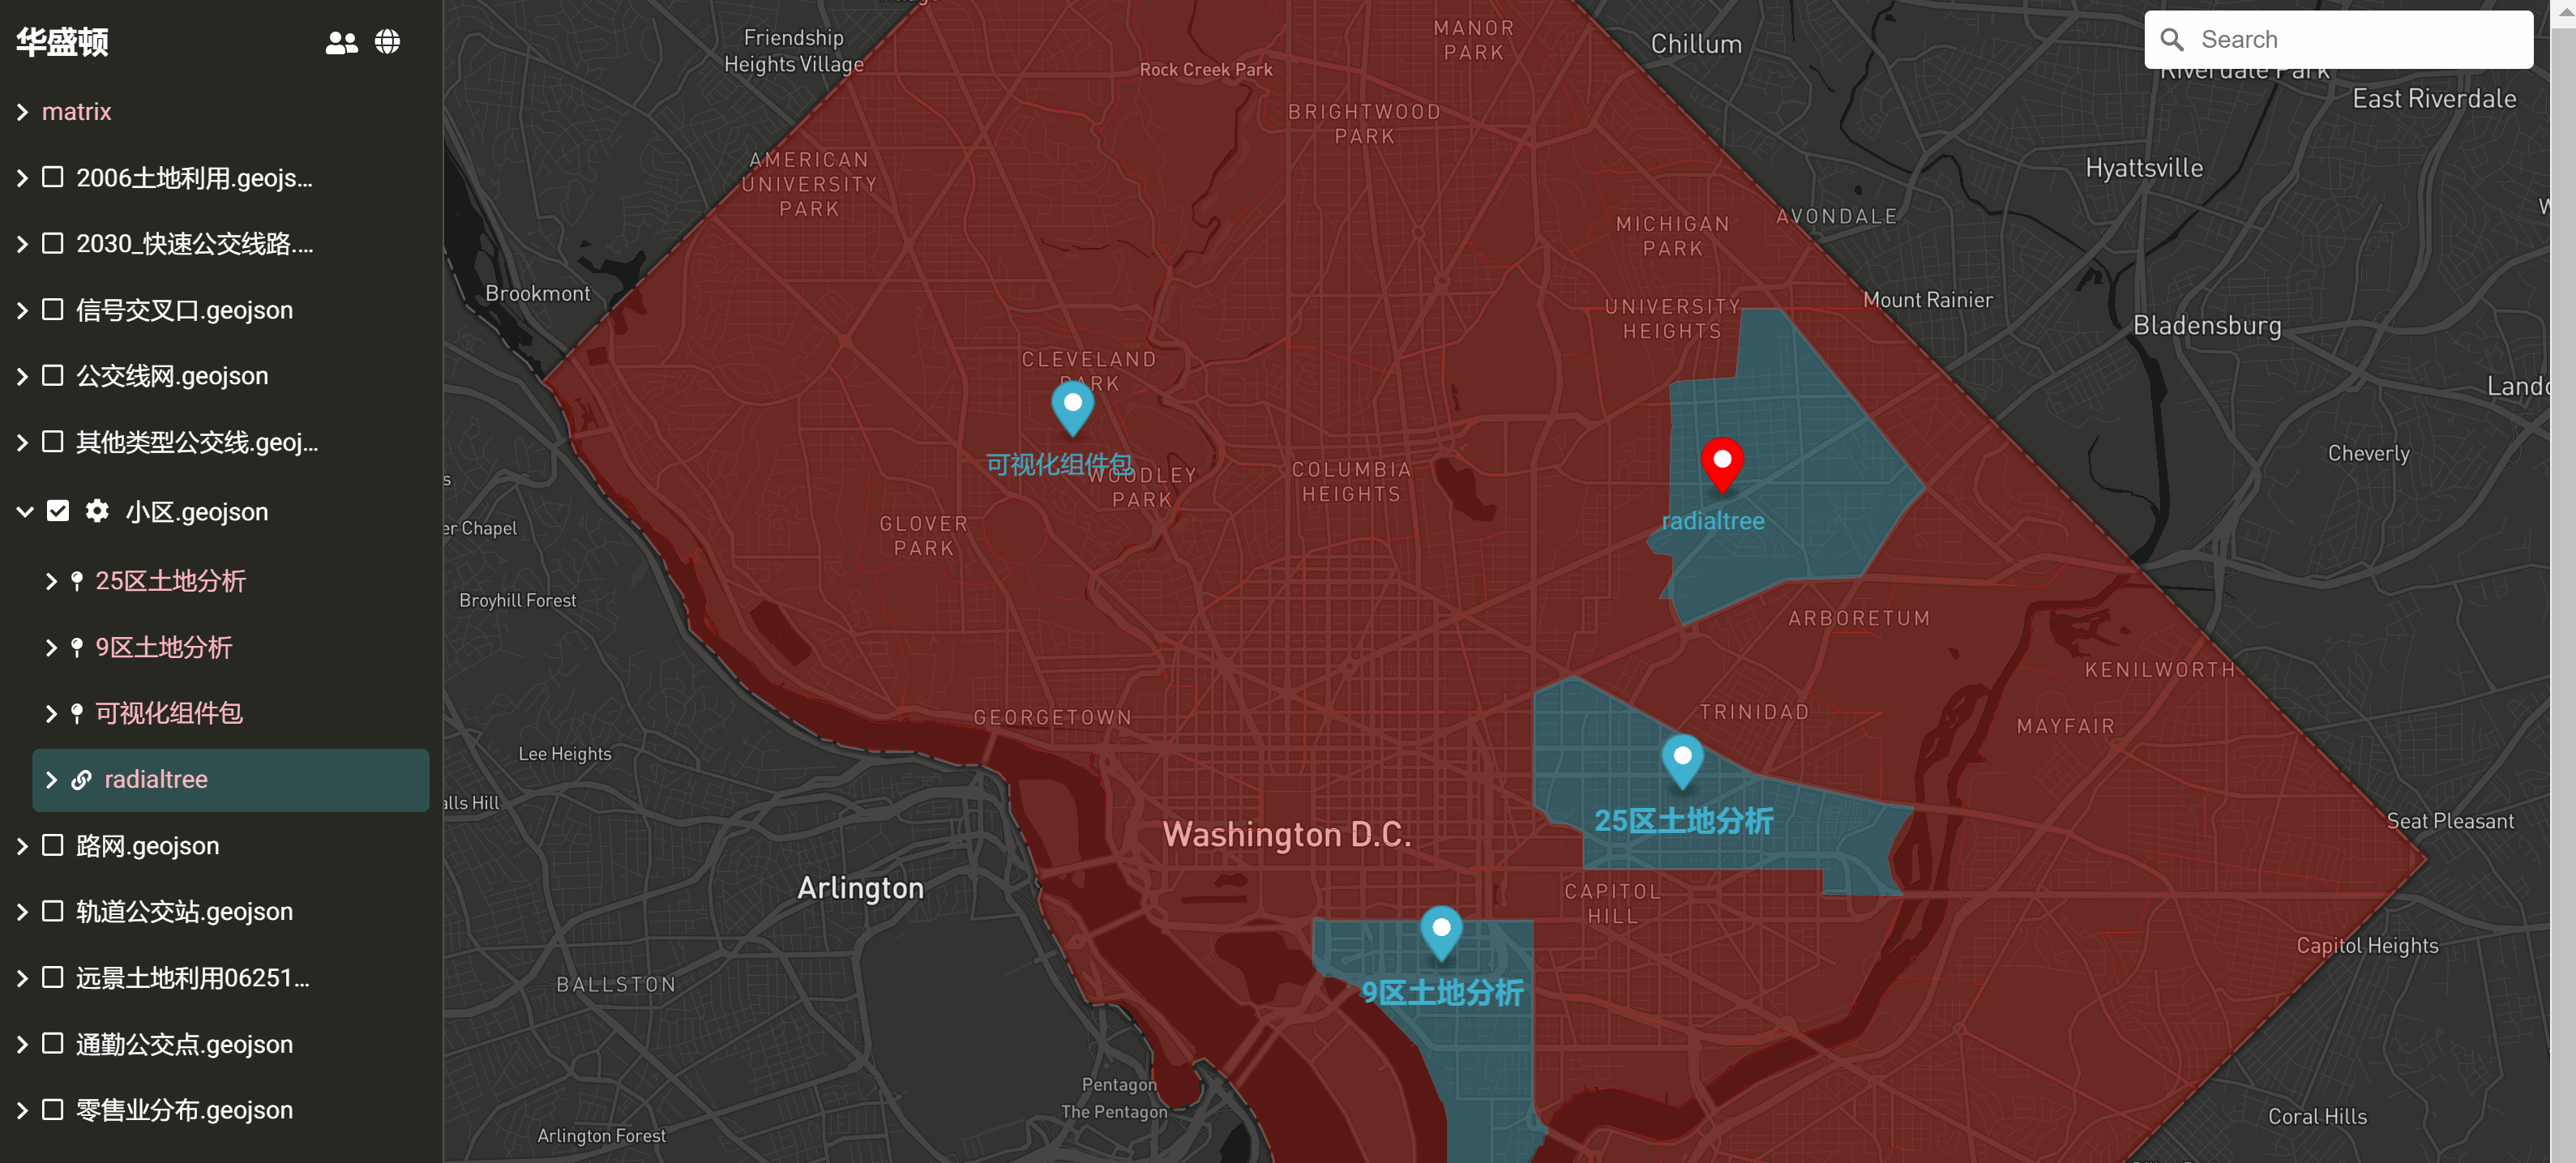 华盛顿
matrix
2006土地利用.geojs...
2030_快速公交线路....
信号交叉口.geojson
公交线网.geojson
其他类型公交线.geoj...
小区.geojson
25区土地分析
9区土地分析
可视化组件包
radialtree
路网.geojson
轨道公交站.geojson
远景土地利用06251...
通勤公交点.geojson
零售业分布.geojson
Search
Friendship
Heights Village
Rock Creek Park
MANOR
PARK
Chillum
Riverdale Park
East Riverdale
BRIGHTWOOD
PARK
AMERICAN
UNIVERSITY
PARK
Hyattsville
MICHIGAN
PARK
AVONDALE
Brookmont
UNIVERSITY
HEIGHTS
Mount Rainier
Bladensburg
CLEVELAND
PARK
可视化组件包
WOODLEY
PARK
COLUMBIA
HEIGHTS
radialtree
Cheverly
GLOVER
PARK
er Chapel
Broyhill Forest
ARBORETUM
KENILWORTH
GEORGETOWN
TRINIDAD
MAYFAIR
Lee Heights
alls Hill
Washington D.C.
25区土地分析
Seat Pleasant
Arlington
CAPITOL
HILL
Capitol Heights
BALLSTON
9区土地分析
Pentagon
The Pentagon
Arlington Forest
Coral Hills